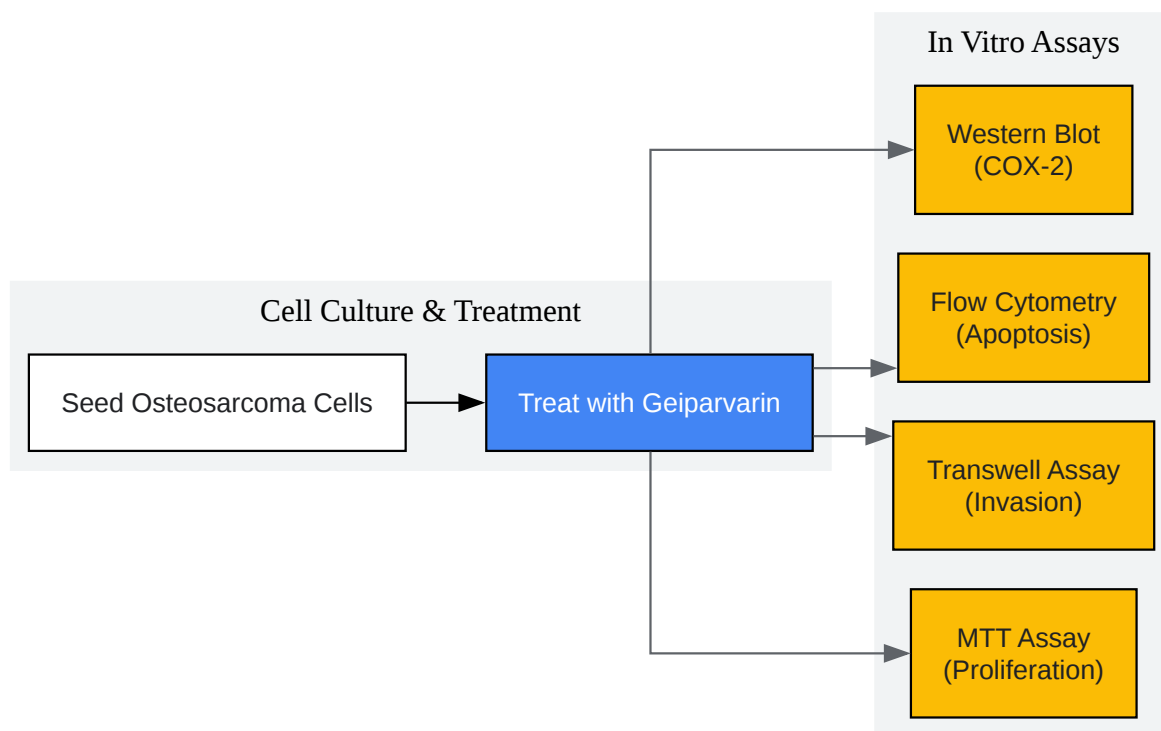 Cell Culture & Treatment
Seed Osteosarcoma Cells
Treat with Geiparvarin
In Vitro Assays
Western Blot
(COX-2)
Flow Cytometry
(Apoptosis)
Transwell Assay
(Invasion)
MTT Assay
(Proliferation)